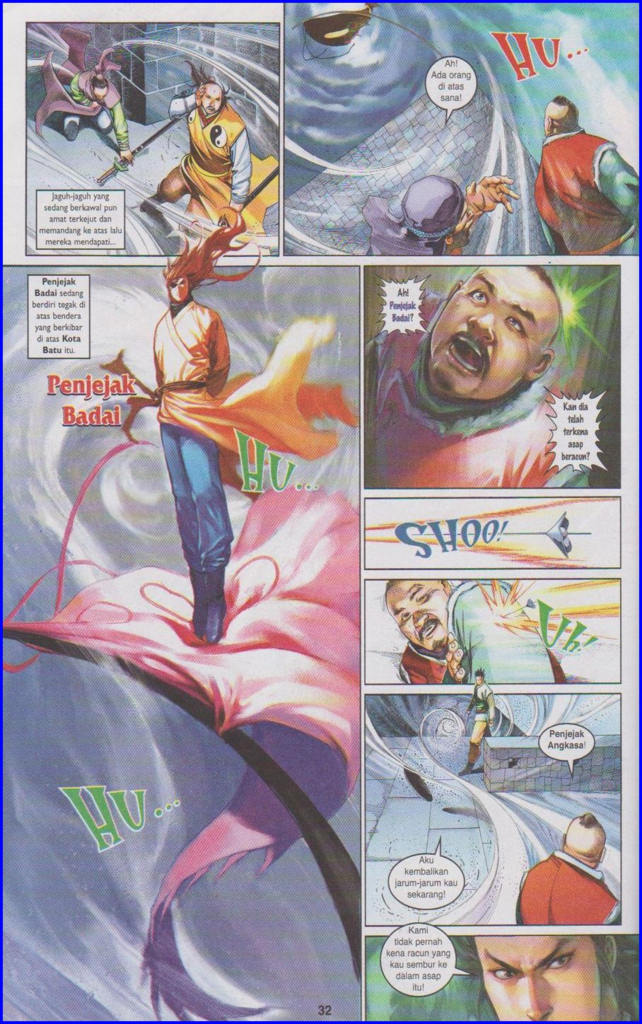 Jaguh-jaguh yang
sedang berkawal pun
amat terkejut dan
memandang ke atas lalu
mereka mendapati...
Ah!
Ada orang
di atas
sana!
HU...
Penjejak
Badai sedang
berdiri tegak di
atas bendera
yang berkibar
di atas Kota
Batu itu.
Penjejak
Badai
HU...
HU...
Ah!
Penjejak
Badai?
Kan dia
telah
terkena
asap
beracun?
SHOO!
Uh!
Penjejak
Angkasa!
Aku
kembalikan
jarum-jarum kau
sekarang!
Kami
tidak pernah
kena racun yang
kau sembur ke
dalam asap
itu!
32